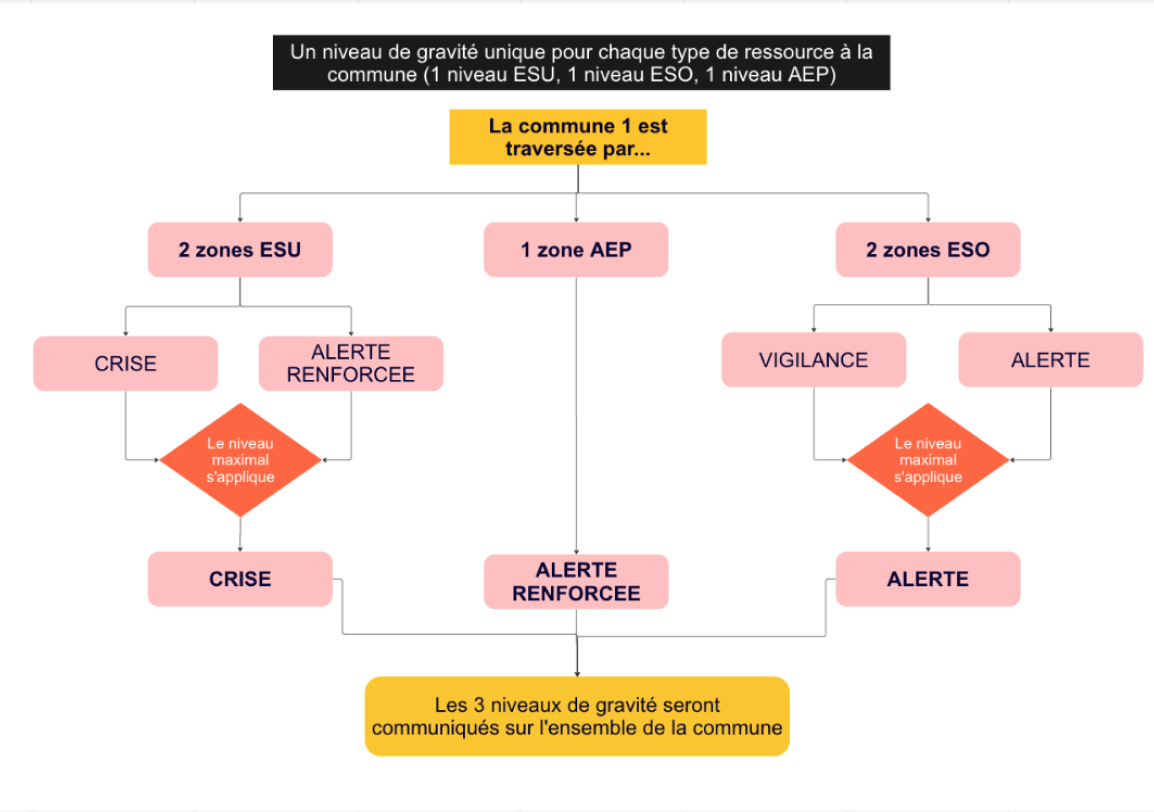 Un niveau de gravité unique pour chaque type de ressource à la
commune (1 niveau ESU, 1 niveau ESO, 1 niveau AEP)
La commune 1 est
traversée par...
2 zones ESU
1 zone AEP
2 zones ESO
CRISE
ALERTE
RENFORCEE
VIGILANCE
ALERTE
Le niveau
maximal
s'applique
Le niveau
maximal
s'applique
CRISE
ALERTE
RENFORCEE
ALERTE
Les 3 niveaux de gravité seront
communiqués sur l'ensemble de la commune